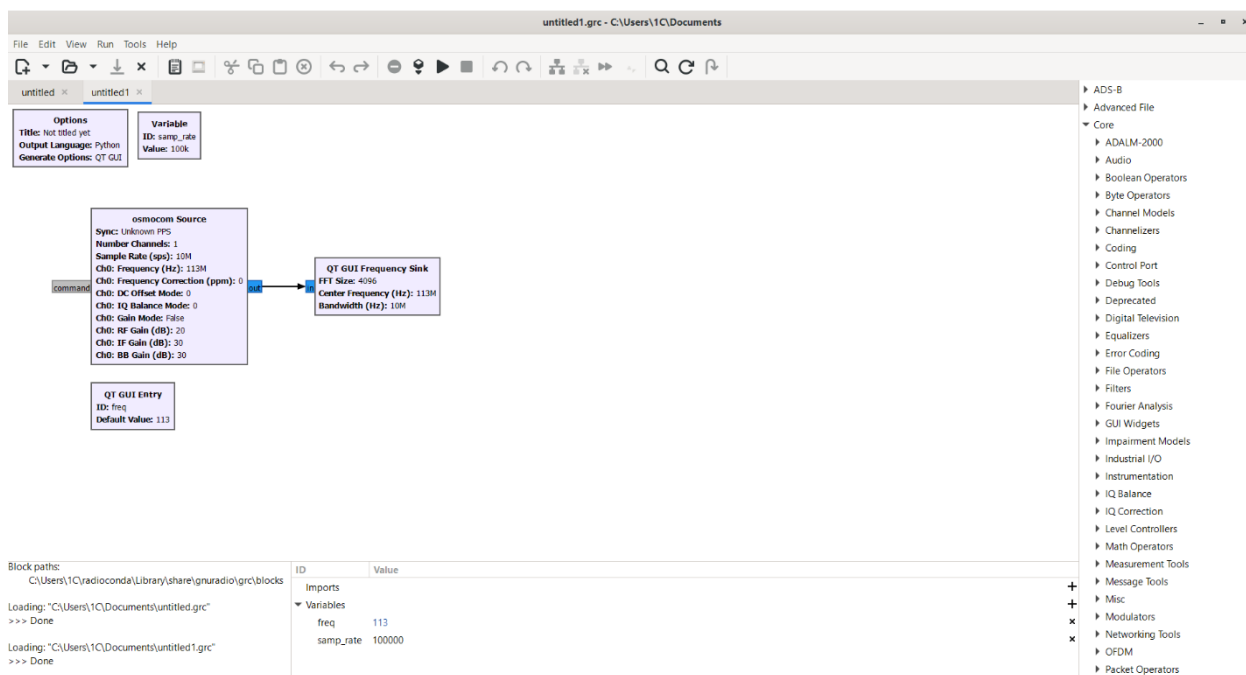 untitled1.grc - C:\Users\1C\Documents
File Edit View Run Tools Help
untitled × untitled1 ×
Options
Title: Not titled yet
Output Language: Python
Generate Options: QT GUI
Variable
ID: samp_rate
Value: 100k
osmocom Source
Sync: Unknown PPS
Number Channels: 1
Sample Rate (sps): 10M
Ch0: Frequency (Hz): 113M
Ch0: Frequency Correction (ppm): 0
Ch0: DC Offset Mode: 0
Ch0: IQ Balance Mode: 0
Ch0: Gain Mode: False
Ch0: RF Gain (dB): 20
Ch0: IF Gain (dB): 30
Ch0: BB Gain (dB): 30
command
out
in
QT GUI Frequency Sink
FFT Size: 4096
Center Frequency (Hz): 113M
Bandwidth (Hz): 10M
QT GUI Entry
ID: freq
Default Value: 113
ADS-B
Advanced File
Core
ADALM-2000
Audio
Boolean Operators
Byte Operators
Channel Models
Channelizers
Coding
Control Port
Debug Tools
Deprecated
Digital Television
Equalizers
Error Coding
File Operators
Filters
Fourier Analysis
GUI Widgets
Impairment Models
Industrial I/O
Instrumentation
IQ Balance
IQ Correction
Level Controllers
Math Operators
Measurement Tools
Message Tools
Misc
Modulators
Networking Tools
OFDM
Packet Operators
Block paths:
C:\Users\1C\radioconda\Library\share\gnuradio\grc\blocks
Loading: "C:\Users\1C\Documents\untitled.grc"
>>> Done
Loading: "C:\Users\1C\Documents\untitled1.grc"
>>> Done
ID Value
Imports
Variables
freq 113
samp_rate 100000